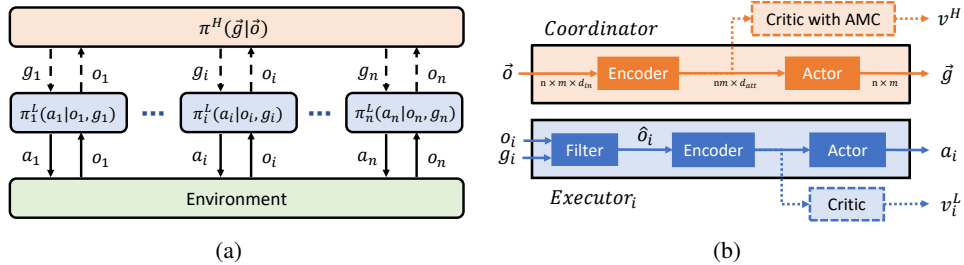 π^H(g⃗|o⃗)
g_1 o_1 g_i o_i g_n o_n
π_1^L(a_1|o_1, g_1) ... π_i^L(a_i|o_i, g_i) ... π_n^L(a_n|o_n, g_n)
a_1 o_1 a_i o_i a_n o_n
Environment
(a)
Critic with AMC v^H
Coordinator
o⃗ Encoder Actor g⃗
n × m × d_in nm × d_att n × m
o_i g_i Filter ô_i Encoder Actor a_i
Executor_i
Critic v_i^L
(b)